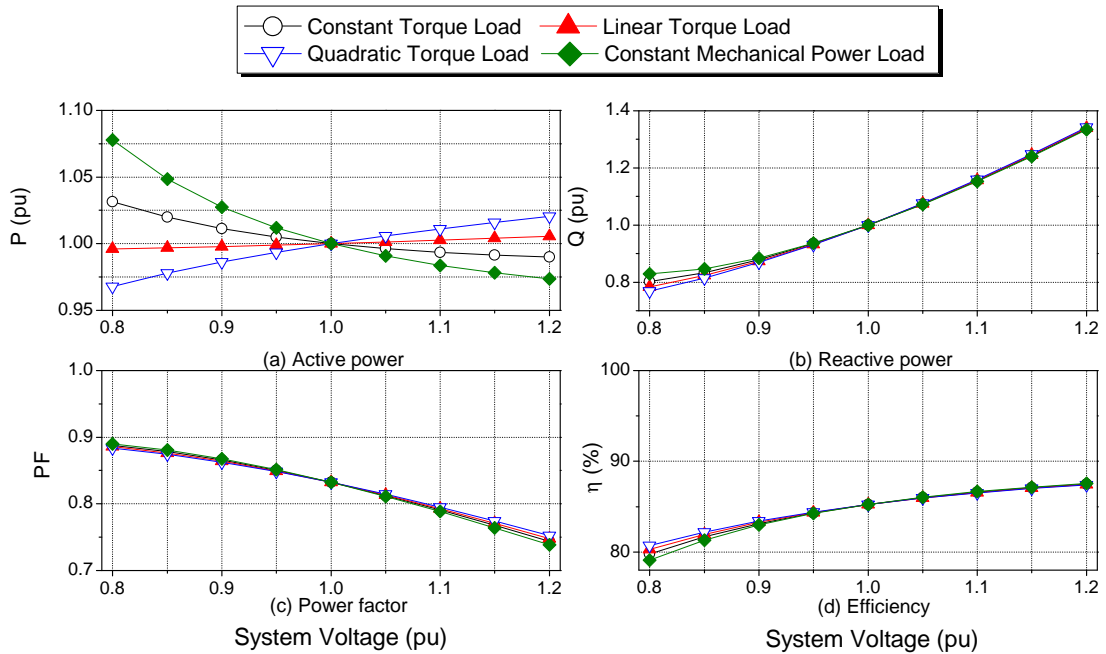 Constant Torque Load Linear Torque Load
Quadratic Torque Load Constant Mechanical Power Load
P (pu)
1.10
1.05
1.00
0.95
0.8 0.9 1.0 1.1 1.2
(a) Active power
Q (pu)
1.4
1.2
1.0
0.8
0.8 0.9 1.0 1.1 1.2
(b) Reactive power
PF
1.0
0.9
0.8
0.7
0.8 0.9 1.0 1.1 1.2
(c) Power factor
System Voltage (pu)
η (%)
100
90
80
0.8 0.9 1.0 1.1 1.2
(d) Efficiency
System Voltage (pu)